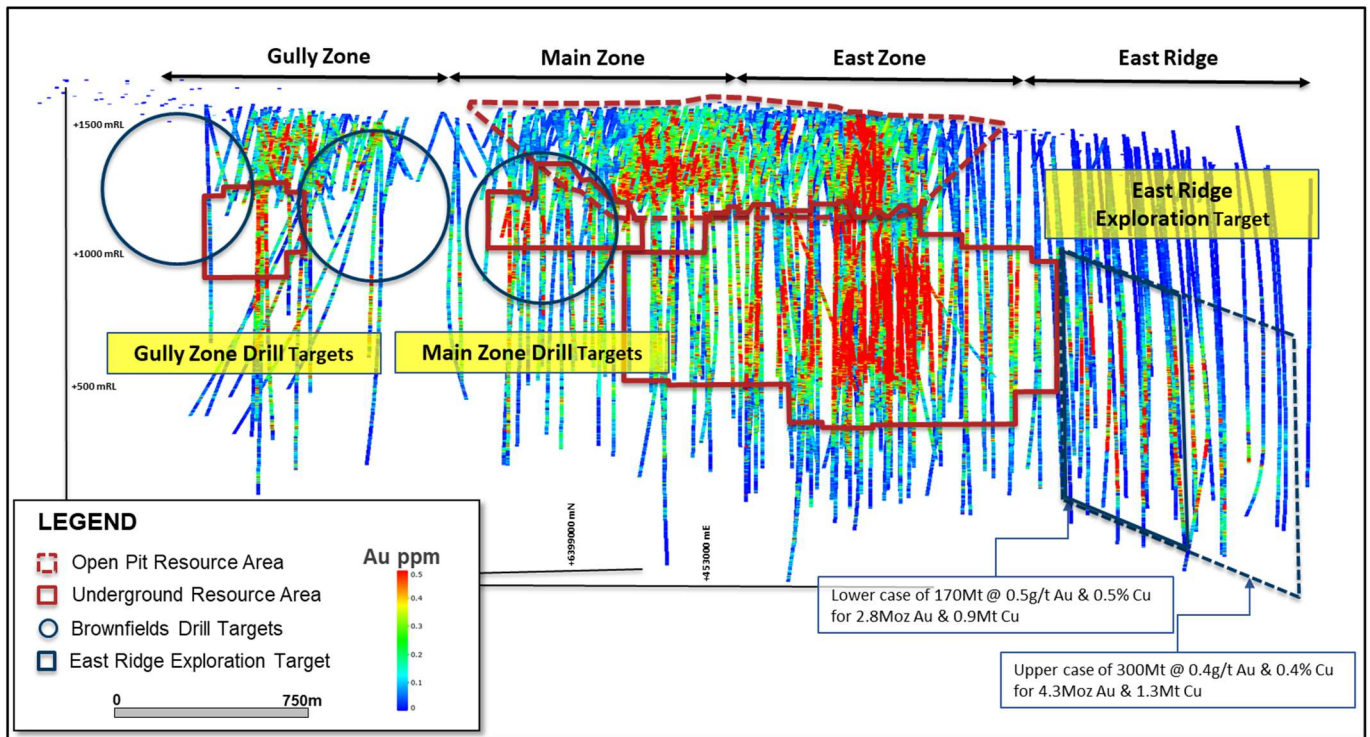 Gully Zone
Main Zone
East Zone
East Ridge
+1500 mRL
+1000 mRL
+500 mRL
East Ridge
Exploration Target
Gully Zone Drill Targets
Main Zone Drill Targets
+6399000 mN
+453000 mE
LEGEND
Open Pit Resource Area
Underground Resource Area
Brownfields Drill Targets
East Ridge Exploration Target
0
750m
Au ppm
0.5
0.4
0.3
0.2
0.1
0
Lower case of 170Mt @ 0.5g/t Au & 0.5% Cu
for 2.8Moz Au & 0.9Mt Cu
Upper case of 300Mt @ 0.4g/t Au & 0.4% Cu
for 4.3Moz Au & 1.3Mt Cu